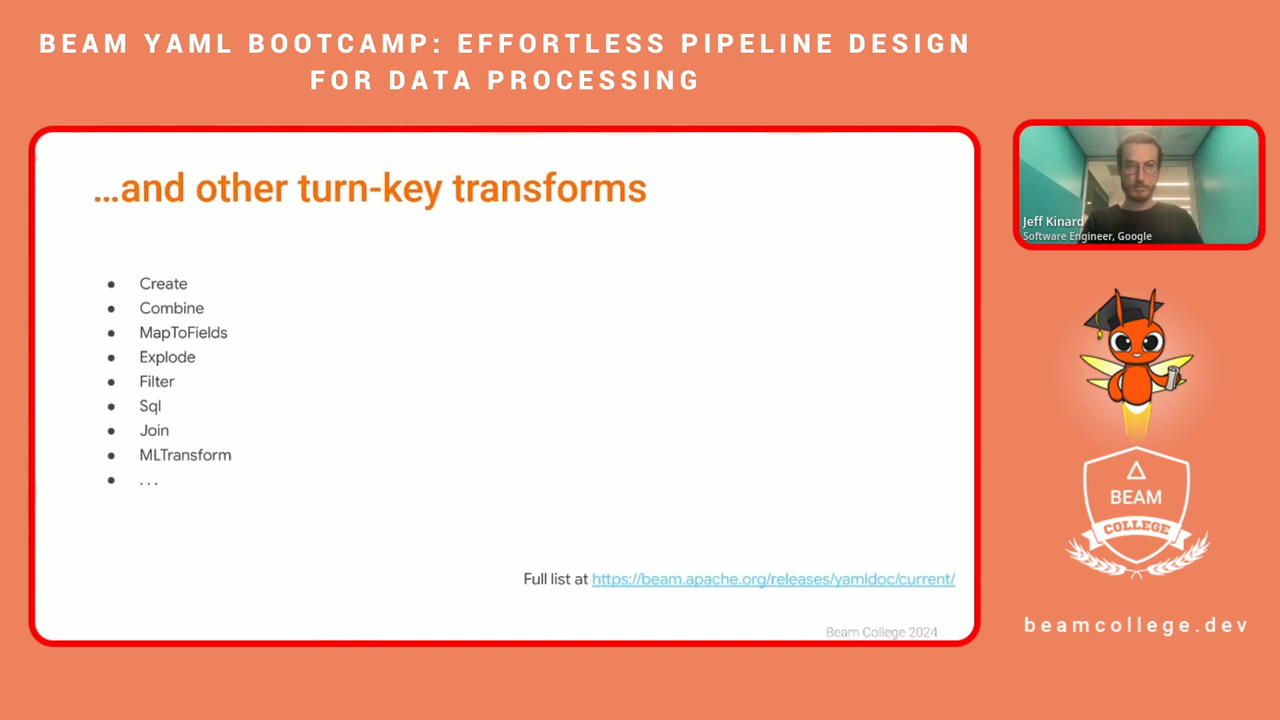 BEAM YAML BOOTCAMP: EFFORTLESS PIPELINE DESIGN
FOR DATA PROCESSING
...and other turn-key transforms
● Create
● Combine
● MapToFields
● Explode
● Filter
● Sql
● Join
● MLTransform
● ...
Full list at https://beam.apache.org/releases/yamldoc/current/
Beam College 2024
Jeff Kinard
Software Engineer, Google
BEAM
COLLEGE
beamcollege.dev